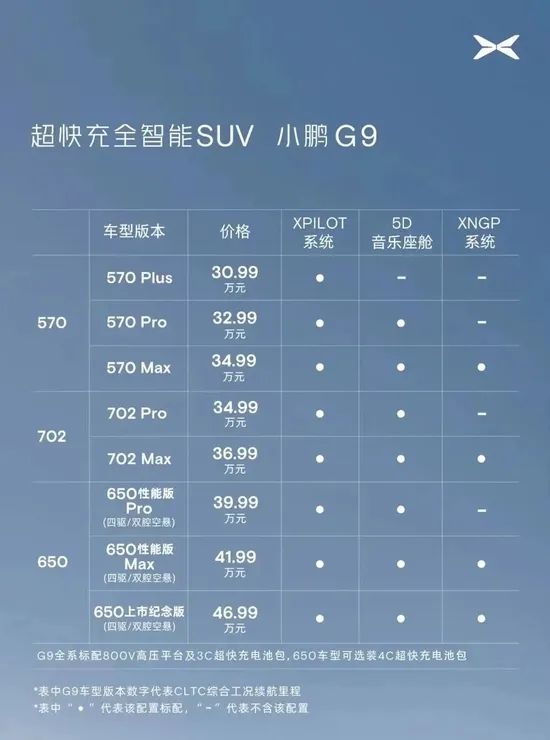 超快充全智能SUV 小鹏G9
车型版本 价格 XPILOT 5D XNGP
系统 音乐座舱 系统
570
570 Plus 30.99 ● – –
万元
570 Pro 32.99 ● ● –
万元
570 Max 34.99 ● ● ●
万元
702
702 Pro 34.99 ● ● –
万元
702 Max 36.99 ● ● ●
万元
650
650性能版
Pro
(四驱/双腔空悬)
39.99 ● ● –
万元
650性能版
Max
(四驱/双腔空悬)
41.99 ● ● ●
万元
650上市纪念版
(四驱/双腔空悬)
46.99 ● ● ●
万元
G9全系标配800V高压平台及3C超快充电池包,650车型可选装4C超快充电池包
*表中G9车型版本数字代表CLTC综合工况续航里程
*表中“●”代表该配置标配,“–”代表不含该配置